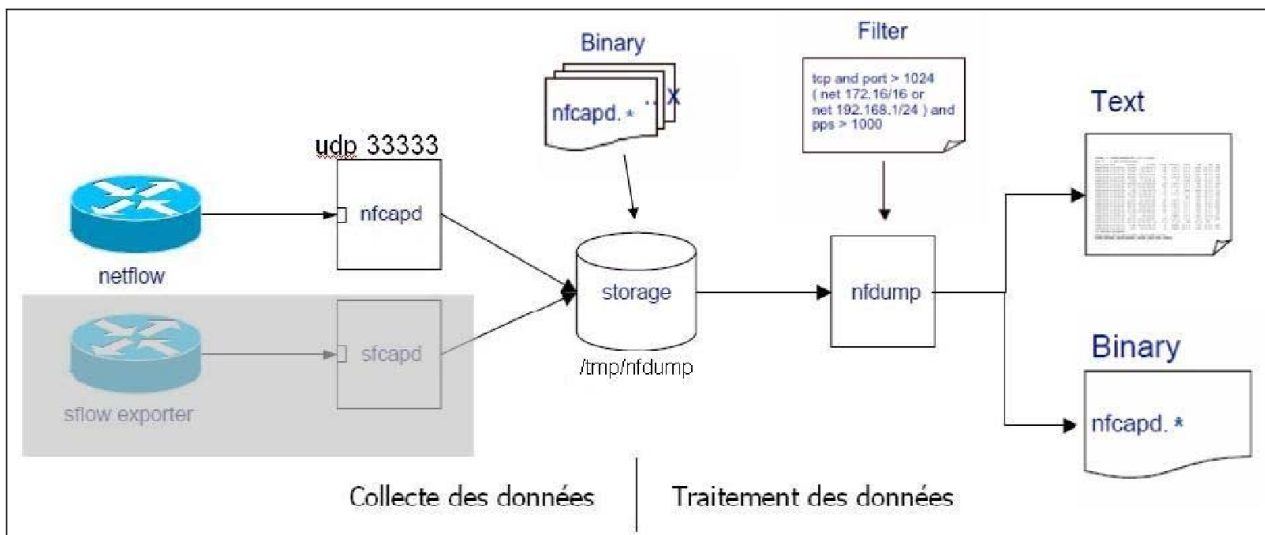 Binary
nfcapd. * .. X
Filter
tcp and port > 1024
( net 172.16/16 or
net 192.168.1/24 ) and
pps > 1000
Text
udp 33333
nfcapd
netflow
storage
/tmp/nfdump
nfdump
sfcapd
sflow exporter
Binary
nfcapd. *
Collecte des données
Traitement des données